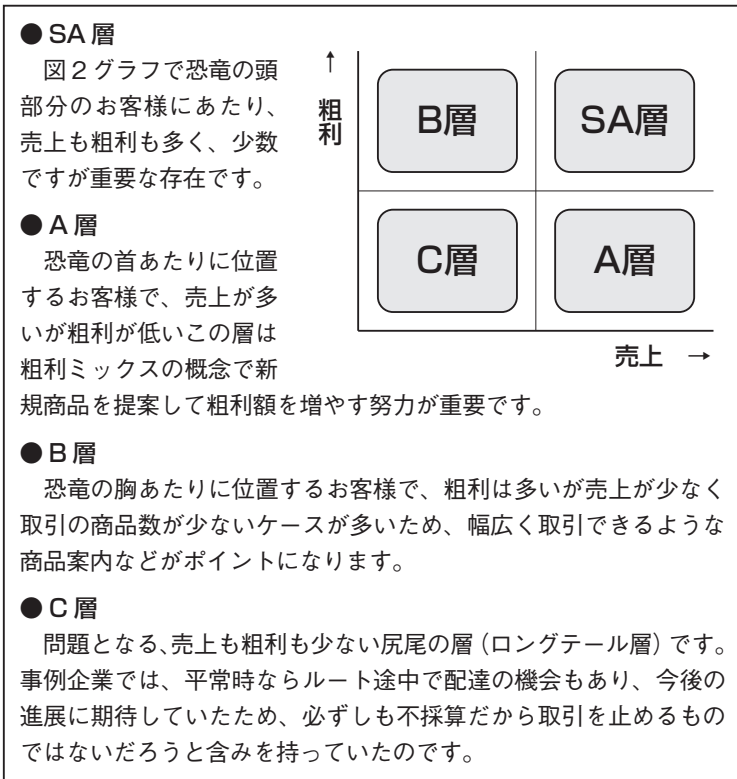 ●SA層
　図2グラフで恐竜の頭
部分のお客様にあたり、
売上も粗利も多く、少数
ですが重要な存在です。
↑
粗利
B層
SA層
C層
A層
売上　→
●A層
　恐竜の首あたりに位置
するお客様で、売上が多
いが粗利が低いこの層は
粗利ミックスの概念で新
規商品を提案して粗利額を増やす努力が重要です。
●B層
　恐竜の胸あたりに位置するお客様で、粗利は多いが売上が少なく
取引の商品数が少ないケースが多いため、幅広く取引できるような
商品案内などがポイントになります。
●C層
　問題となる、売上も粗利も少ない尻尾の層（ロングテール層）です。
事例企業では、平常時ならルート途中で配達の機会もあり、今後の
進展に期待していたため、必ずしも不採算だから取引を止めるもの
ではないだろうと含みを持っていたのです。